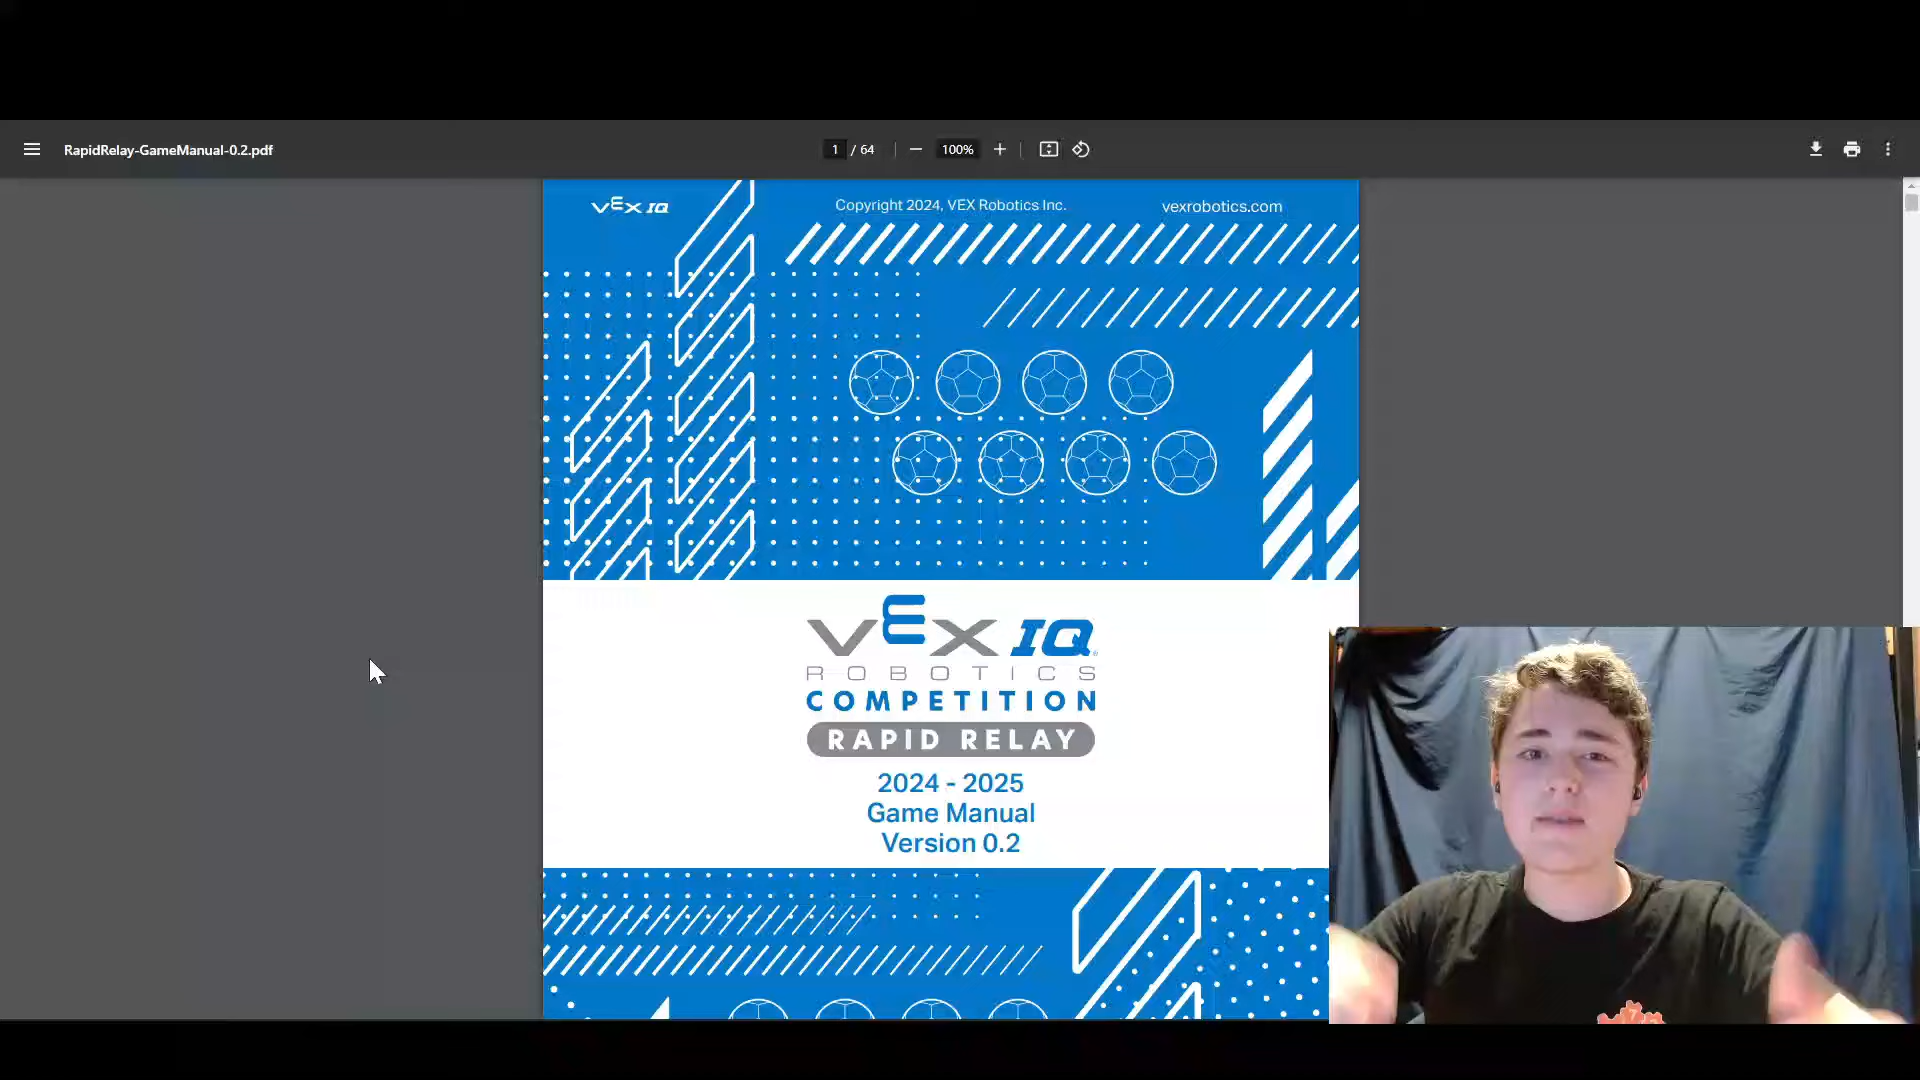 RapidRelay-GameManual-0.2.pdf
1 / 64
100%
VEX IQ
Copyright 2024, VEX Robotics Inc.
vexrobotics.com
VEX IQ
ROBOTICS
COMPETITION
RAPID RELAY
2024 - 2025
Game Manual
Version 0.2